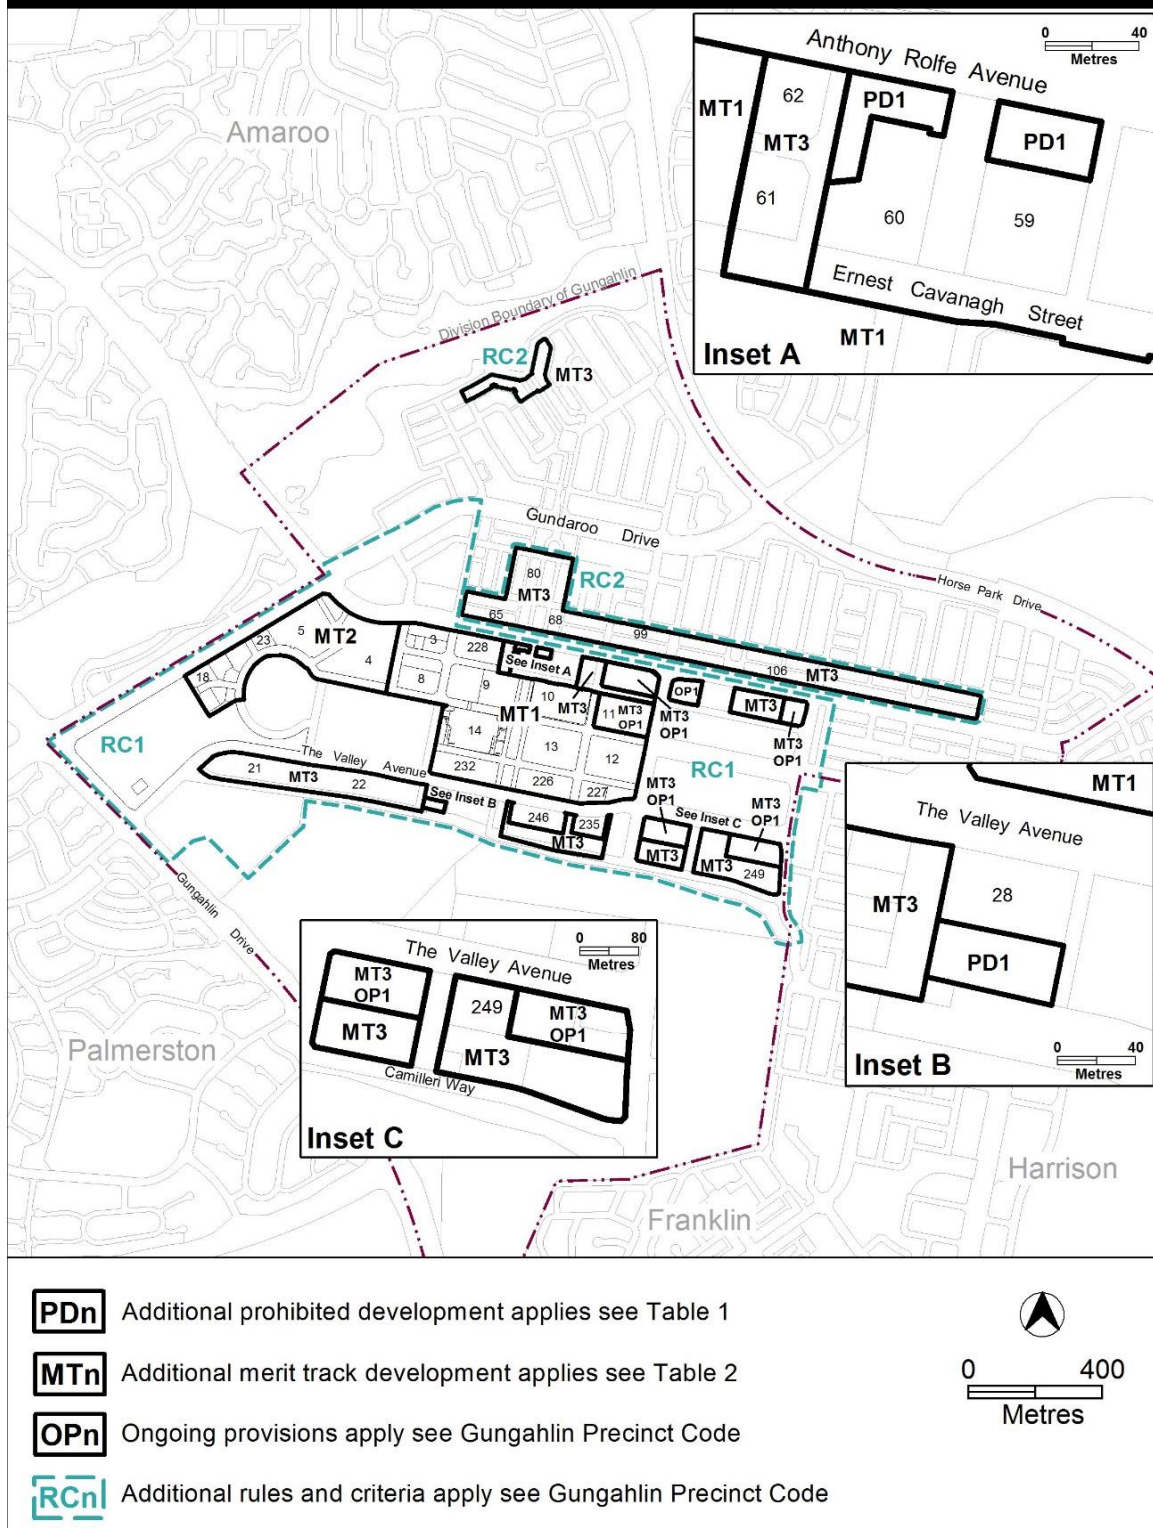 Anthony Rolfe Avenue
0 40
Metres
MT1
62
MT3
61
PD1
PD1
60
59
Ernest Cavanagh Street
MT1
Inset A
Amaroo
Division Boundary of Gungahlin
RC2
MT3
Gundaroo Drive
Horse Park Drive
80
MT3
RC2
65
68
99
106
MT3
5
MT2
23
4
18
3
228
See Inset A
8
9
10
MT1
MT3
MT3
OP1
11
MT3
OP1
OP1
MT3
MT3
OP1
14
13
12
232
226
227
RC1
RC1
The Valley Avenue
21
MT3
22
See Inset B
246
235
MT3
MT3
OP1
See Inset C
MT3
OP1
MT3
MT3
249
Gungahlin Drive
MT1
The Valley Avenue
MT3
28
PD1
0 40
Metres
Inset B
0 80
Metres
The Valley Avenue
MT3
OP1
MT3
249
MT3
OP1
MT3
Camilleri Way
Inset C
Palmerston
Harrison
Franklin
PDn Additional prohibited development applies see Table 1
MTn Additional merit track development applies see Table 2
OPn Ongoing provisions apply see Gungahlin Precinct Code
RCn Additional rules and criteria apply see Gungahlin Precinct Code
0 400
Metres